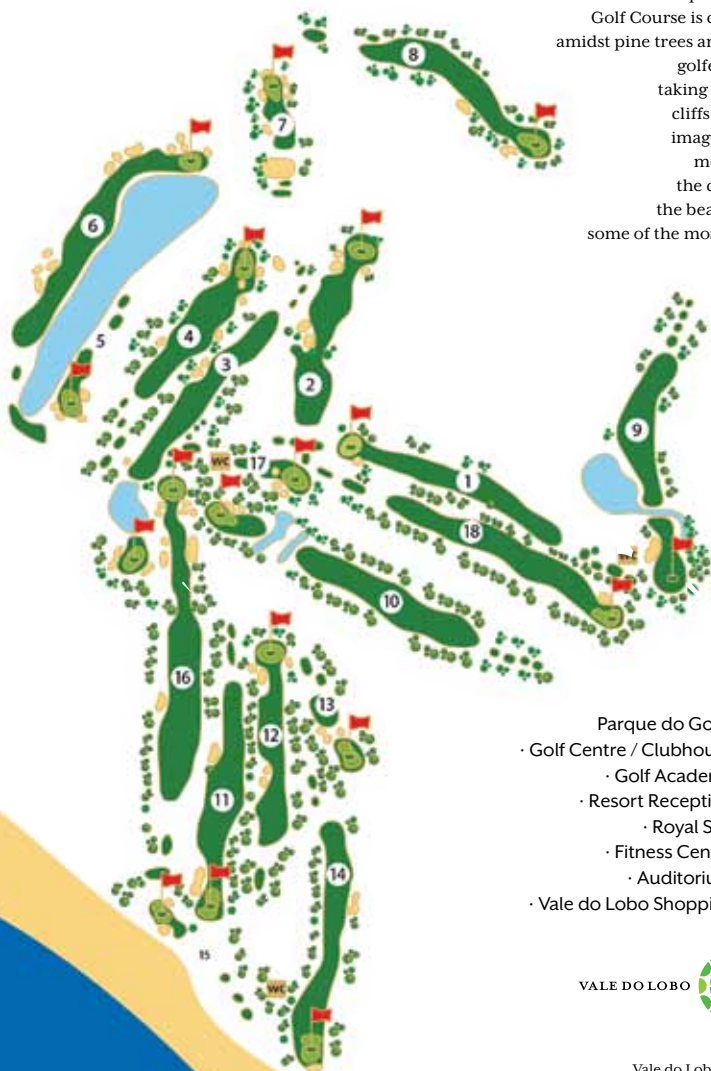 Golf Course is
amidst pine trees an
golfe
taking
cliffs
imag
the
the bea
some of the mos
8
7
6
5
4
3
2
9
WC
17
1
18
10
16
13
12
11
14
15
WC
Parque do Go
· Golf Centre / Clubhou
· Golf Acade
· Resort Recepti
· Royal S
· Fitness Cen
· Auditoriu
· Vale do Lobo Shoppi
VALE DO LOBO
Vale do Lob